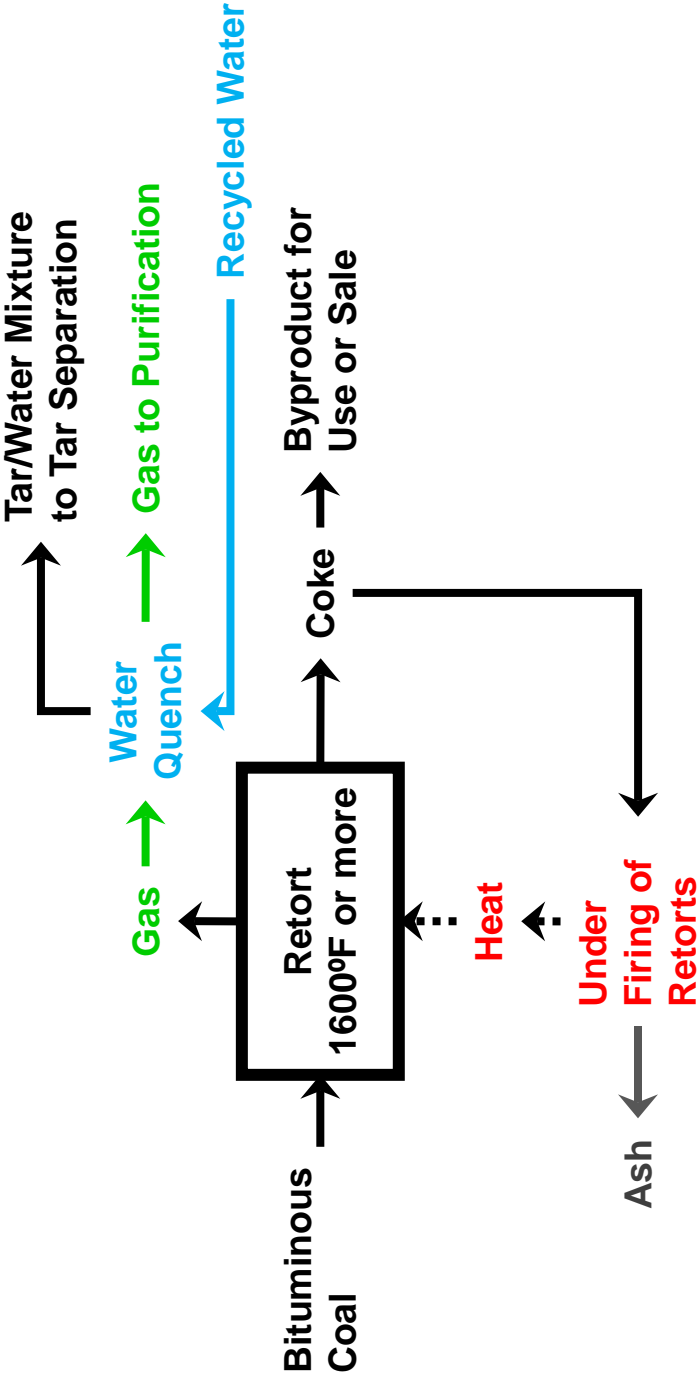 Tar/Water Mixture
to Tar Separation
Gas
Water
Quench
Gas to Purification
Recycled Water
Bituminous
Coal
Retort
1600ºF or more
Coke
Byproduct for
Use or Sale
Heat
Ash
Under
Firing of
Retorts